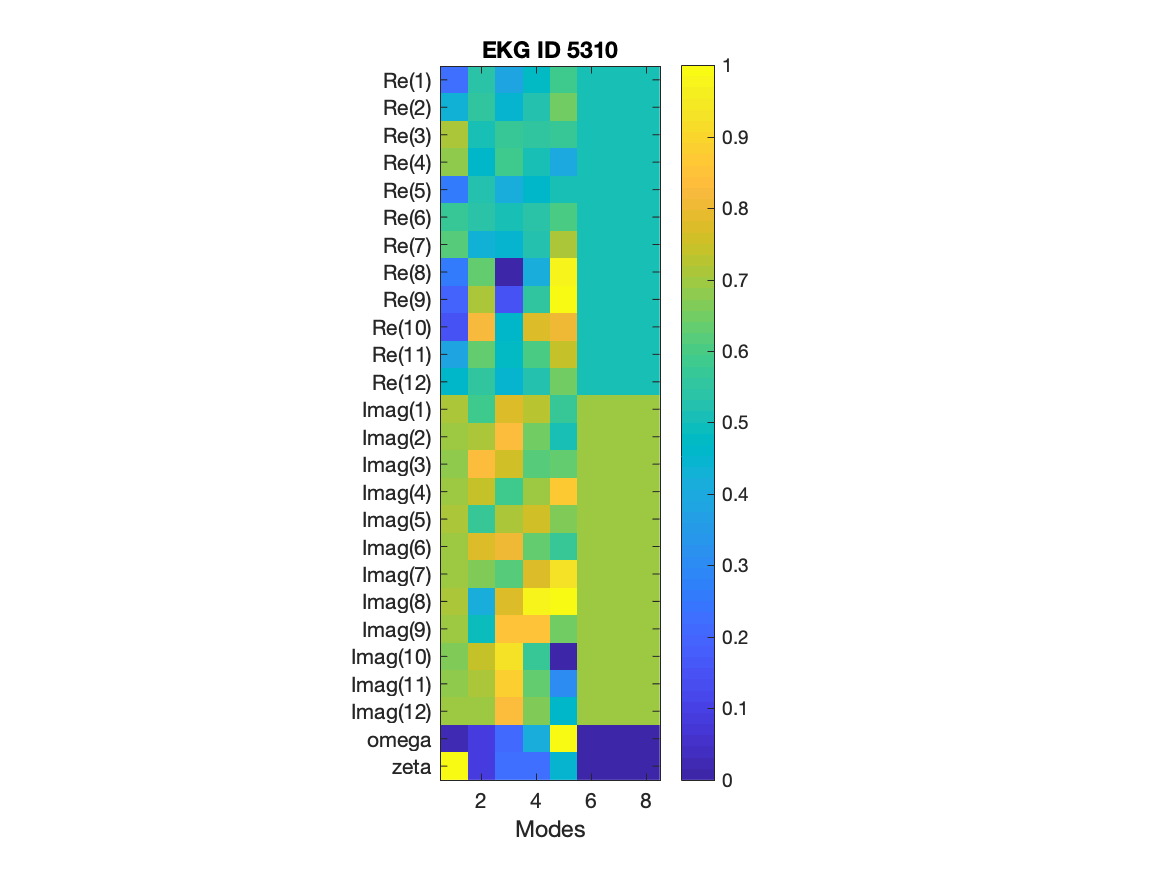 EKG ID 5310
Re(1)
Re(2)
Re(3)
Re(4)
Re(5)
Re(6)
Re(7)
Re(8)
Re(9)
Re(10)
Re(11)
Re(12)
Imag(1)
Imag(2)
Imag(3)
Imag(4)
Imag(5)
Imag(6)
Imag(7)
Imag(8)
Imag(9)
Imag(10)
Imag(11)
Imag(12)
omega
zeta
2 4 6 8
Modes
1
0.9
0.8
0.7
0.6
0.5
0.4
0.3
0.2
0.1
0